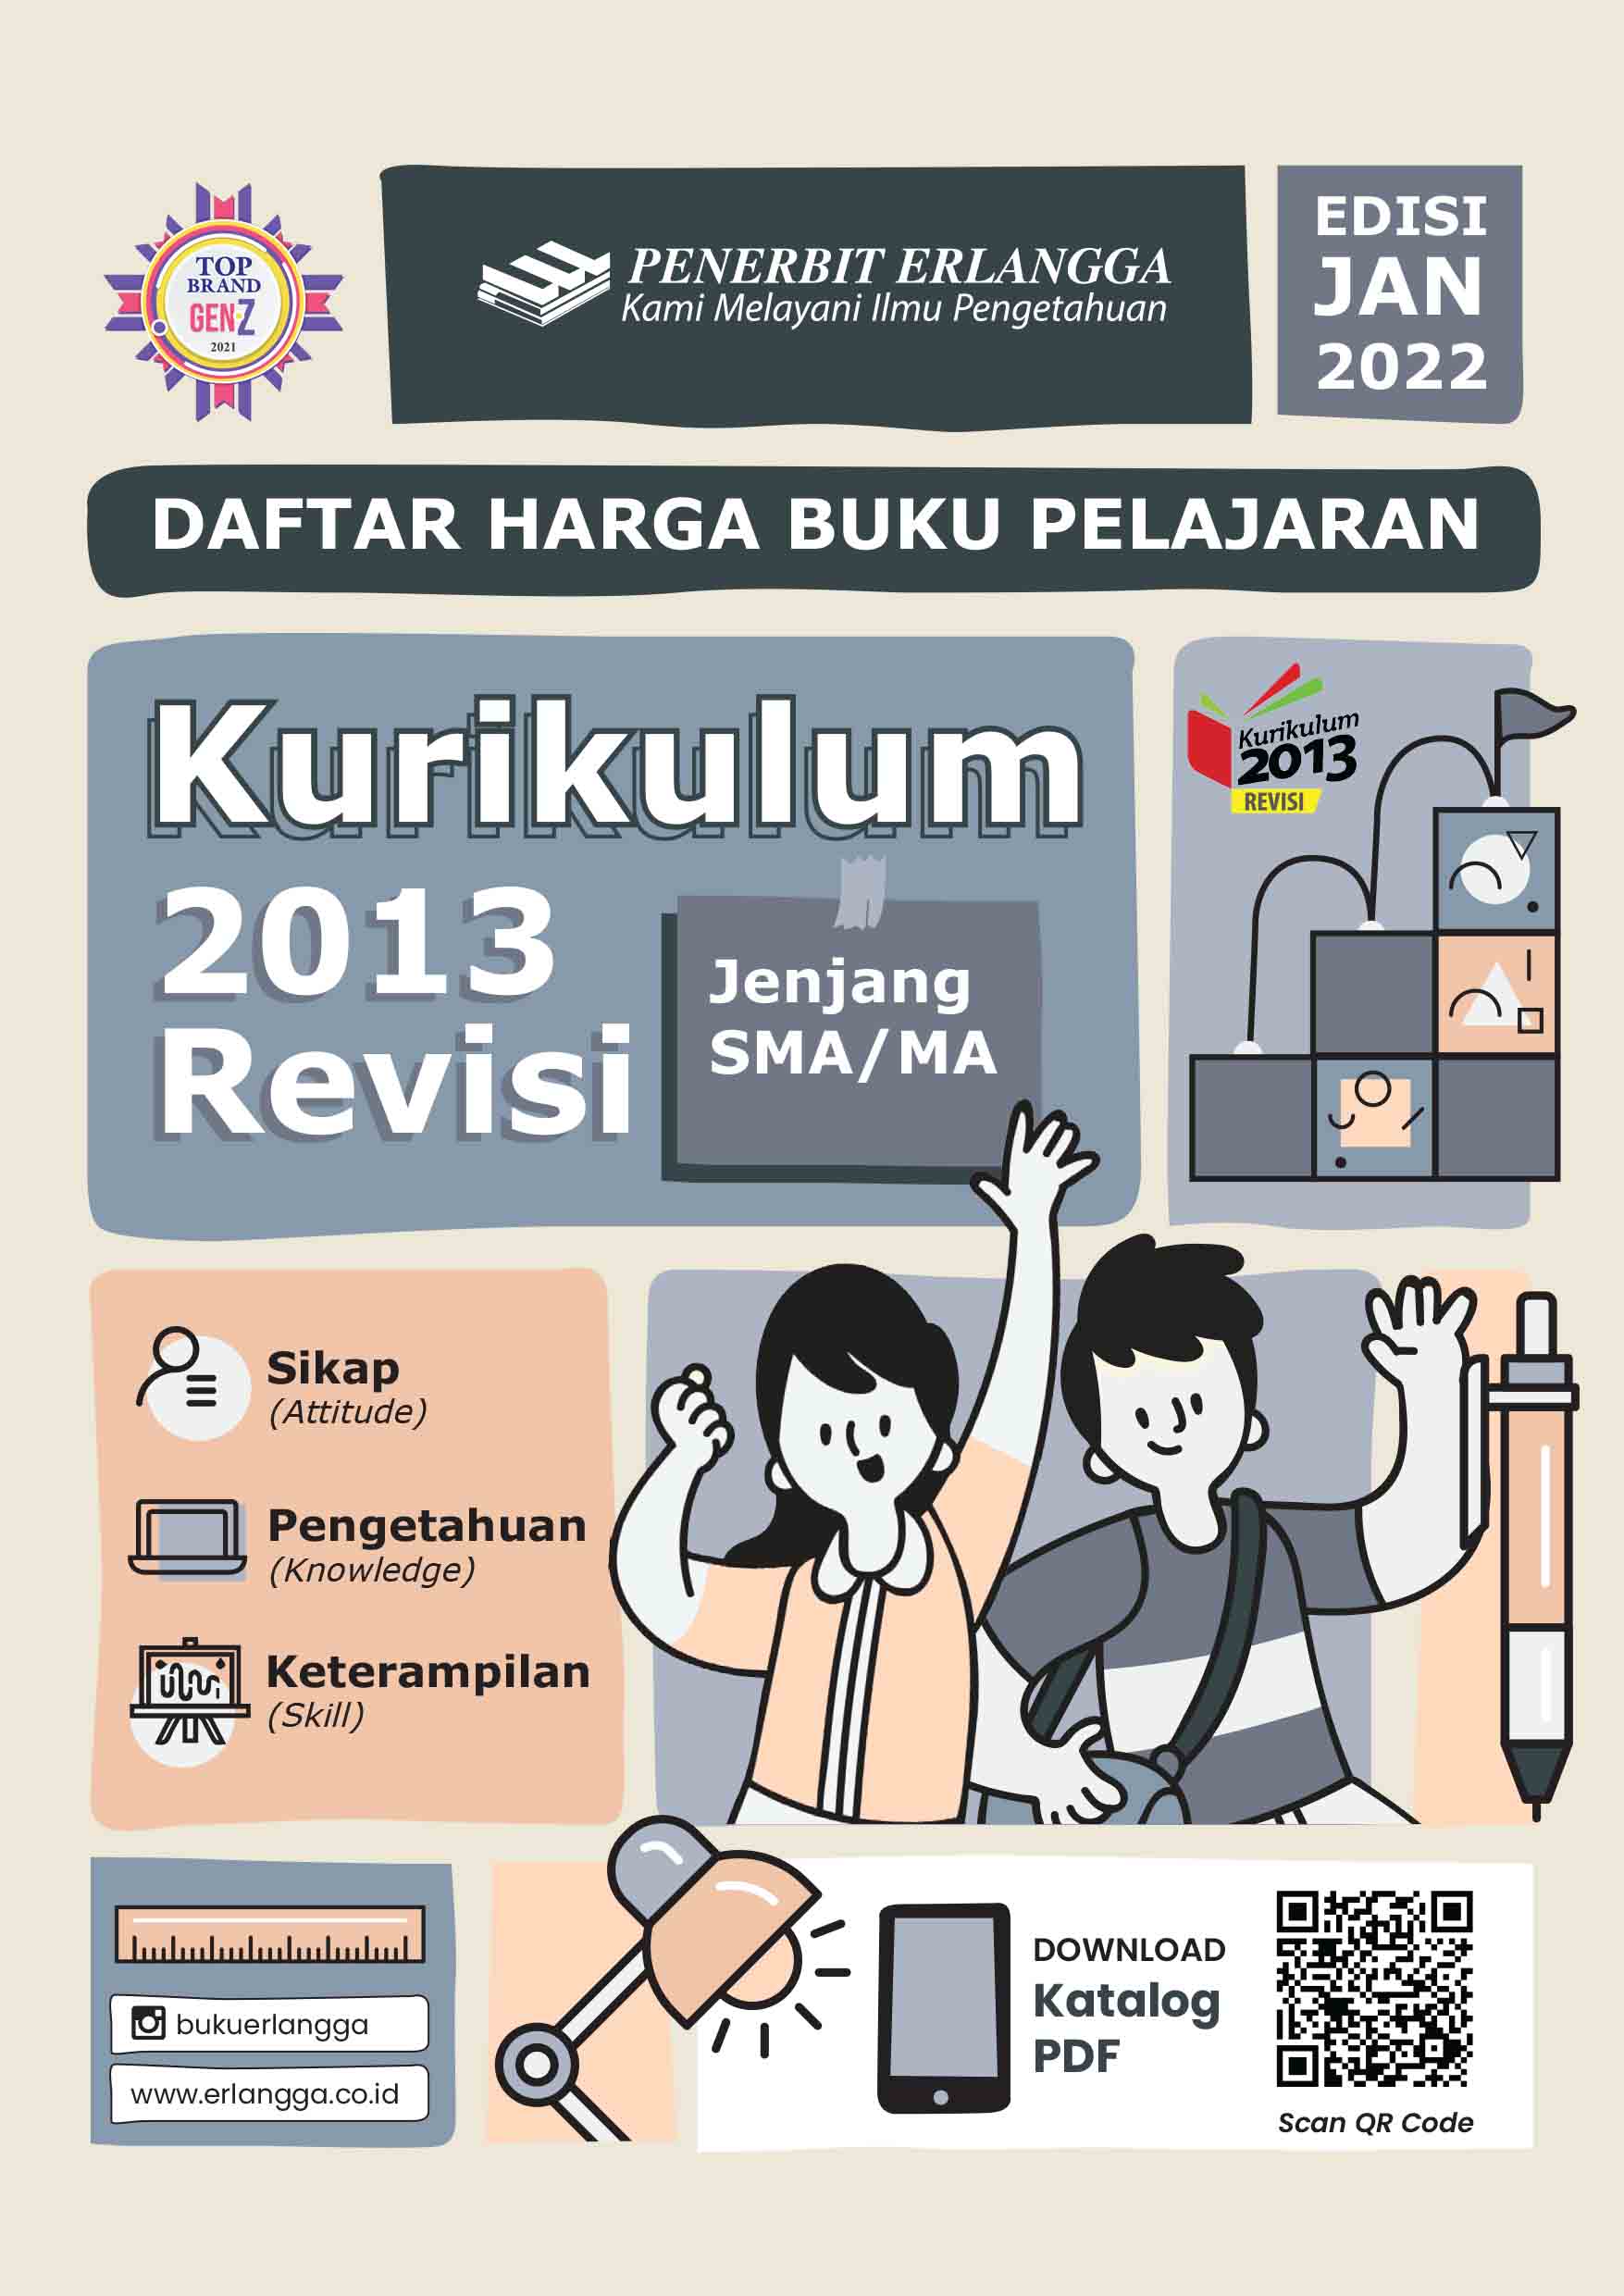 TOP
BRAND
GEN-Z
2021
PENERBIT ERLANGGA
Kami Melayani Ilmu Pengetahuan
EDISI
JAN
2022
DAFTAR HARGA BUKU PELAJARAN
Kurikulum
2013
Revisi
Jenjang
SMA/MA
Kurikulum
2013
REVISI
Sikap
(Attitude)
Pengetahuan
(Knowledge)
Keterampilan
(Skill)
bukuerlangga
www.erlangga.co.id
DOWNLOAD
Katalog
PDF
Scan QR Code